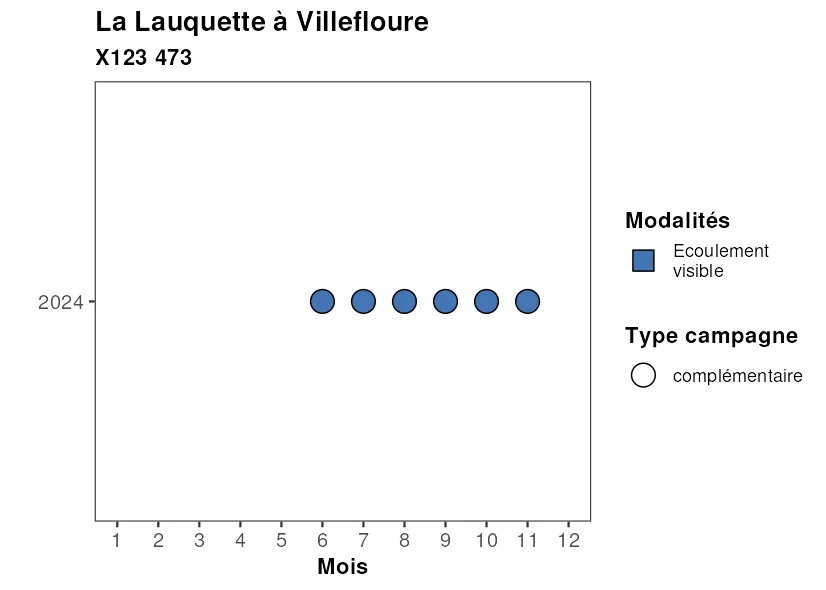 La Lauquette à Villefloure
X123 473
2024
1 2 3 4 5 6 7 8 9 10 11 12
Mois
Modalités
Ecoulement
visible
Type campagne
complémentaire